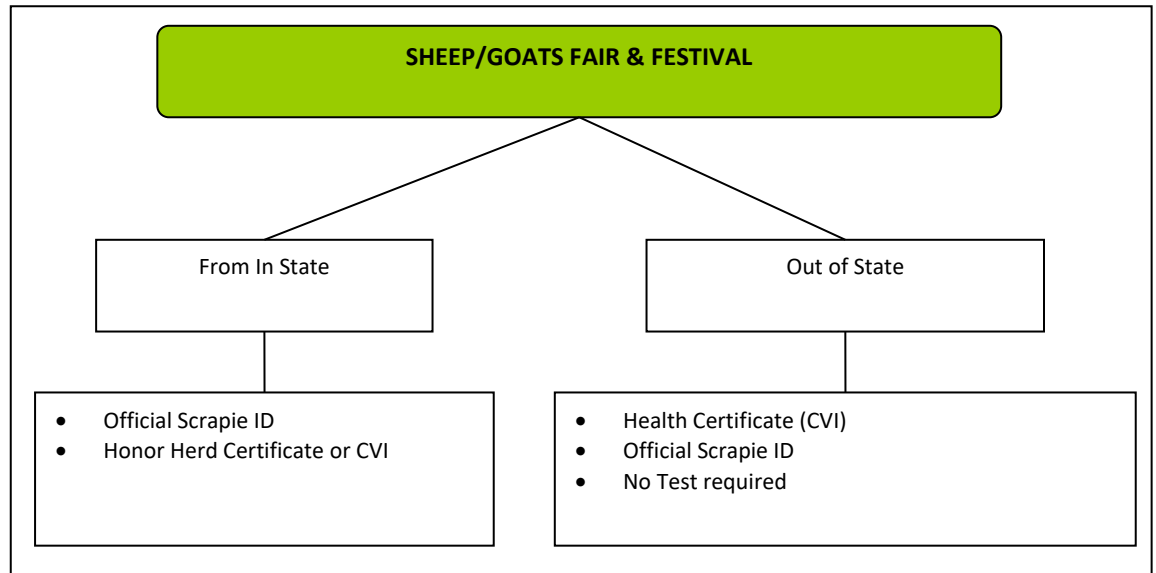 SHEEP/GOATS FAIR & FESTIVAL
From In State
Out of State
• Official Scrapie ID
• Honor Herd Certificate or CVI
• Health Certificate (CVI)
• Official Scrapie ID
• No Test required